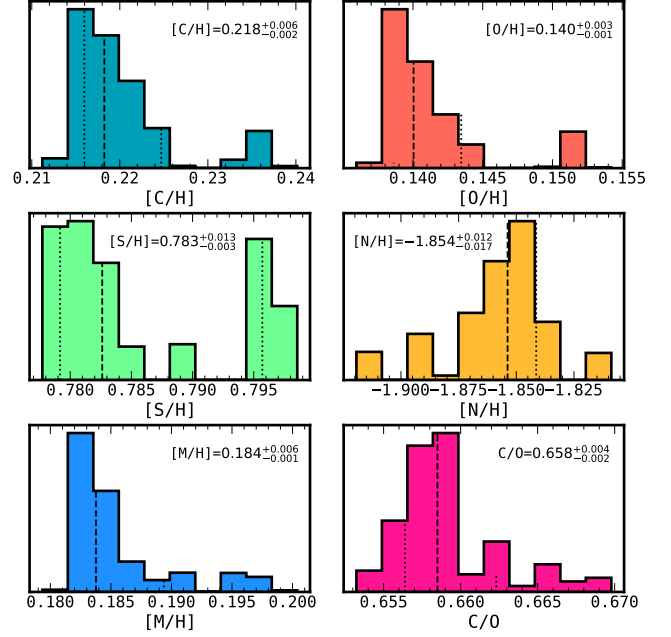 [C/H]=0.218+0.006−0.002
0.21 0.22 0.23 0.24
[C/H]
[O/H]=0.140+0.003−0.001
0.140 0.145 0.150 0.155
[O/H]
[S/H]=0.783+0.013−0.003
0.780 0.785 0.790 0.795
[S/H]
[N/H]=−1.854+0.012−0.017
−1.900 −1.875 −1.850 −1.825
[N/H]
[M/H]=0.184+0.006−0.001
0.180 0.185 0.190 0.195 0.200
[M/H]
C/O=0.658+0.004−0.002
0.655 0.660 0.665 0.670
C/O